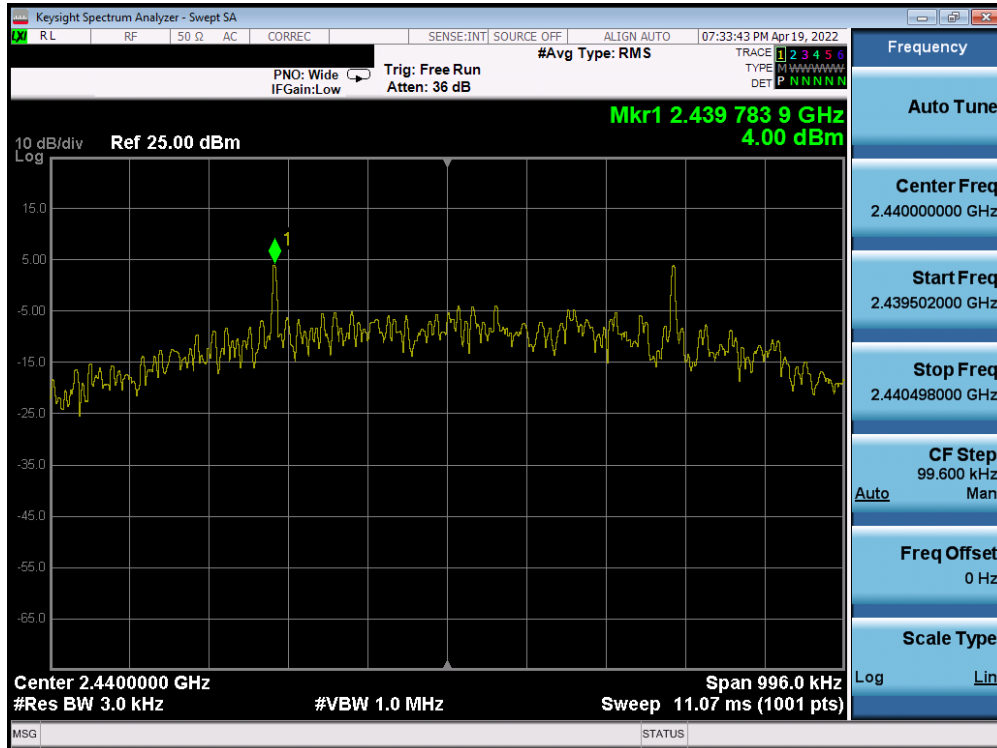 Keysight Spectrum Analyzer - Swept SA
LXI RL RF 50 Ω AC CORREC SENSE:INT SOURCE OFF ALIGN AUTO 07:33:43 PM Apr 19, 2022
#Avg Type: RMS TRACE 1 2 3 4 5 6
PNO: Wide Trig: Free Run TYPE M WWWWW
IFGain:Low Atten: 36 dB DET P N N N N N
Mkr1 2.439 783 9 GHz
4.00 dBm
10 dB/div Ref 25.00 dBm
Log
1
15.0
5.00
-5.00
-15.0
-25.0
-35.0
-45.0
-55.0
-65.0
Center 2.4400000 GHz Span 996.0 kHz
#Res BW 3.0 kHz #VBW 1.0 MHz Sweep 11.07 ms (1001 pts)
MSG STATUS
Frequency
Auto Tune
Center Freq
2.440000000 GHz
Start Freq
2.439502000 GHz
Stop Freq
2.440498000 GHz
CF Step
99.600 kHz
Auto Man
Freq Offset
0 Hz
Scale Type
Log Lin